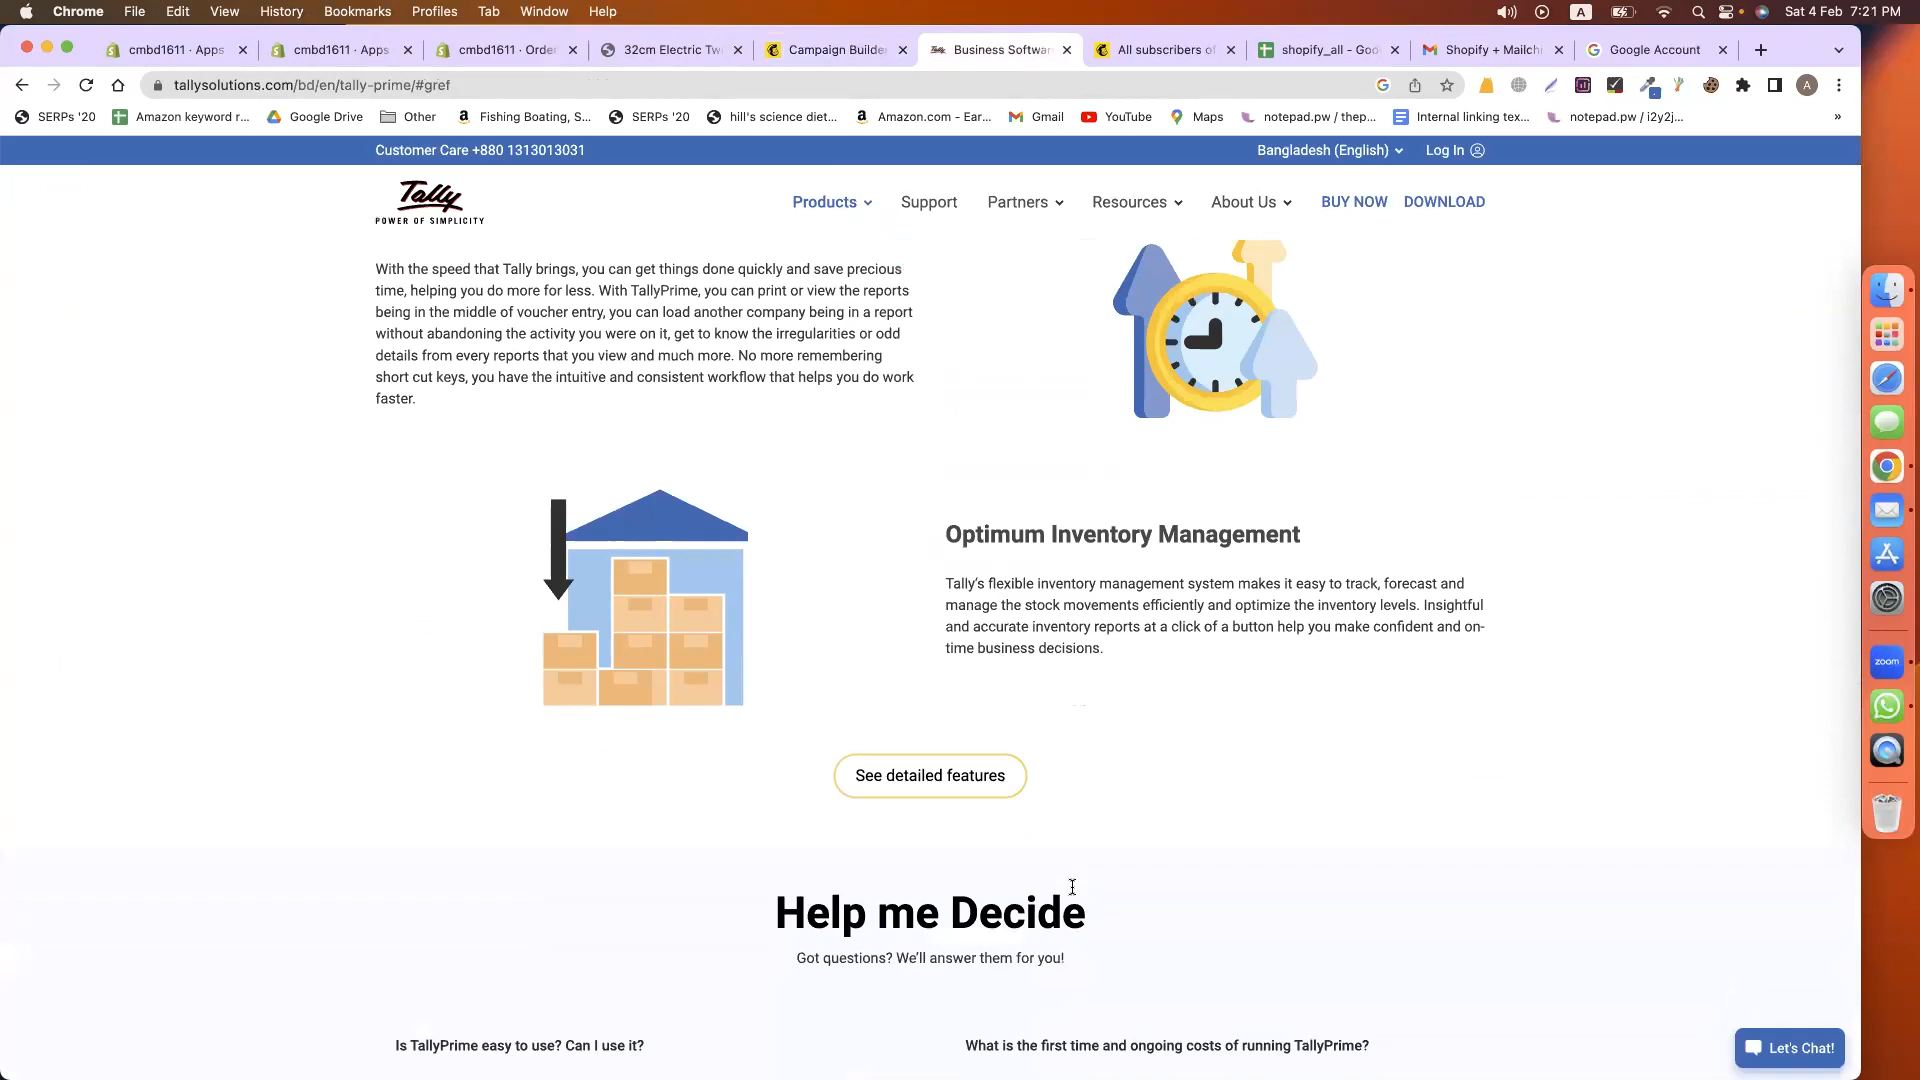 Chrome File Edit View History Bookmarks Profiles Tab Window Help
A Sat 4 Feb 7:21 PM
cmbd1611 · Apps cmbd1611 · Apps cmbd1611 · Orde 32cm Electric Tw Campaign Builde Business Softwar All subscribers of shopify_all - Goo Shopify + Mailch Google Account
tallysolutions.com/bd/en/tally-prime/#gref
SERPs '20 Amazon keyword r... Google Drive Other Fishing Boating, S... SERPs '20 hill's science diet... Amazon.com - Ear... Gmail YouTube Maps notepad.pw / thep... Internal linking tex... notepad.pw / i2y2j... »
Customer Care +880 1313013031 Bangladesh (English) Log In
Tally
POWER OF SIMPLICITY
Products Support Partners Resources About Us BUY NOW DOWNLOAD
With the speed that Tally brings, you can get things done quickly and save precious
time, helping you do more for less. With TallyPrime, you can print or view the reports
being in the middle of voucher entry, you can load another company being in a report
without abandoning the activity you were on it, get to know the irregularities or odd
details from every reports that you view and much more. No more remembering
short cut keys, you have the intuitive and consistent workflow that helps you do work
faster.
Optimum Inventory Management
Tally's flexible inventory management system makes it easy to track, forecast and
manage the stock movements efficiently and optimize the inventory levels. Insightful
and accurate inventory reports at a click of a button help you make confident and on-
time business decisions.
zoom
See detailed features
Help me Decide
Got questions? We'll answer them for you!
Is TallyPrime easy to use? Can I use it?
What is the first time and ongoing costs of running TallyPrime?
Let's Chat!